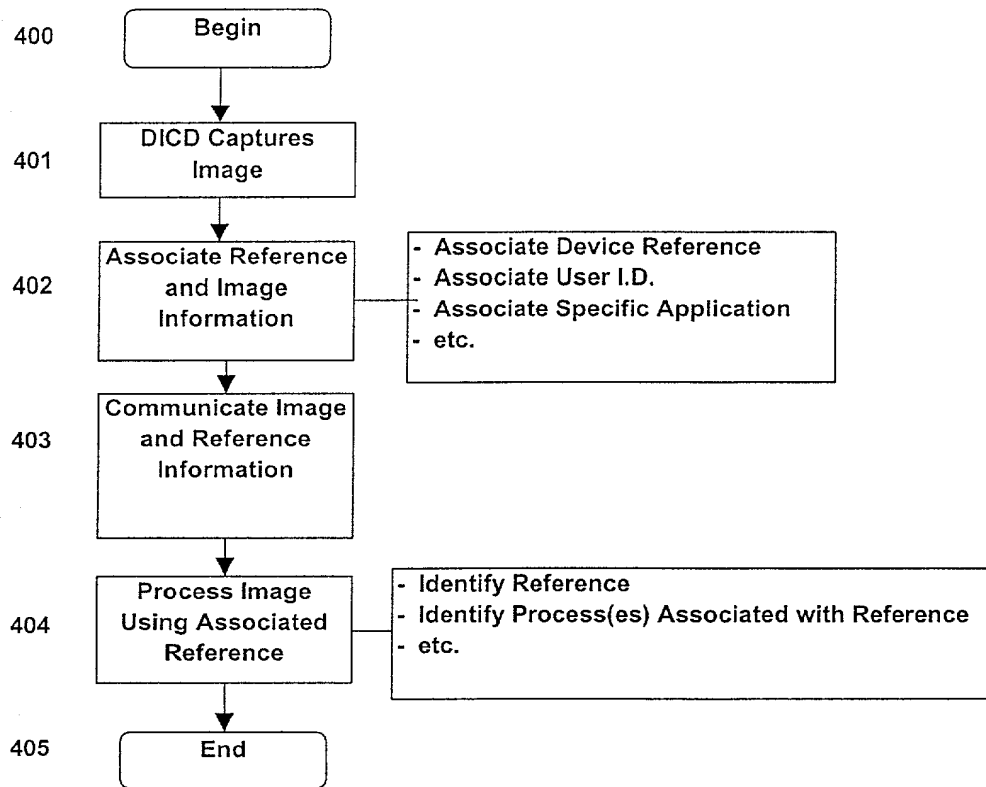 400
Begin
401
DICD Captures
Image
402
Associate Reference
and Image
Information
- Associate Device Reference
- Associate User I.D.
- Associate Specific Application
- etc.
403
Communicate Image
and Reference
Information
404
Process Image
Using Associated
Reference
- Identify Reference
- Identify Process(es) Associated with Reference
- etc.
405
End